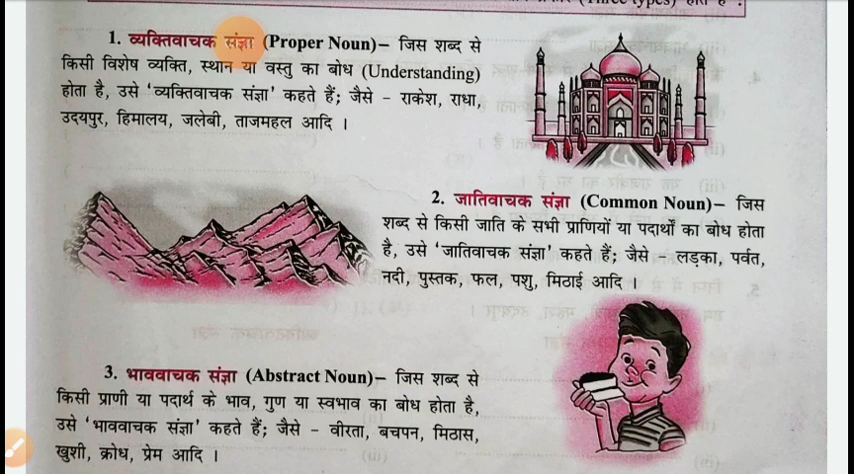 (Three types) होते हैं :
1. व्यक्तिवाचक संज्ञा (Proper Noun)– जिस शब्द से
किसी विशेष व्यक्ति, स्थान या वस्तु का बोध (Understanding)
होता है, उसे ‘व्यक्तिवाचक संज्ञा’ कहते हैं; जैसे – राकेश, राधा,
उदयपुर, हिमालय, जलेबी, ताजमहल आदि ।
2. जातिवाचक संज्ञा (Common Noun)– जिस
शब्द से किसी जाति के सभी प्राणियों या पदार्थों का बोध होता
है, उसे ‘जातिवाचक संज्ञा’ कहते हैं; जैसे – लड़का, पर्वत,
नदी, पुस्तक, फल, पशु, मिठाई आदि ।
3. भाववाचक संज्ञा (Abstract Noun)– जिस शब्द से
किसी प्राणी या पदार्थ के भाव, गुण या स्वभाव का बोध होता है,
उसे ‘भाववाचक संज्ञा’ कहते हैं; जैसे – वीरता, बचपन, मिठास,
खुशी, क्रोध, प्रेम आदि ।